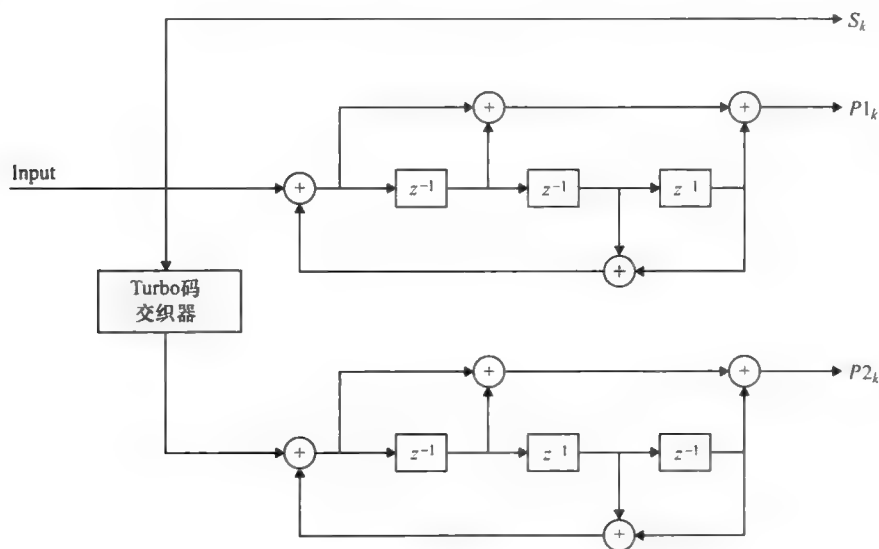 S_k
+
+
P1_k
Input
+
z^{-1}
z^{-1}
z^{-1}
+
Turbo码
交织器
+
+
P2_k
+
z^{-1}
z^{-1}
z^{-1}
+